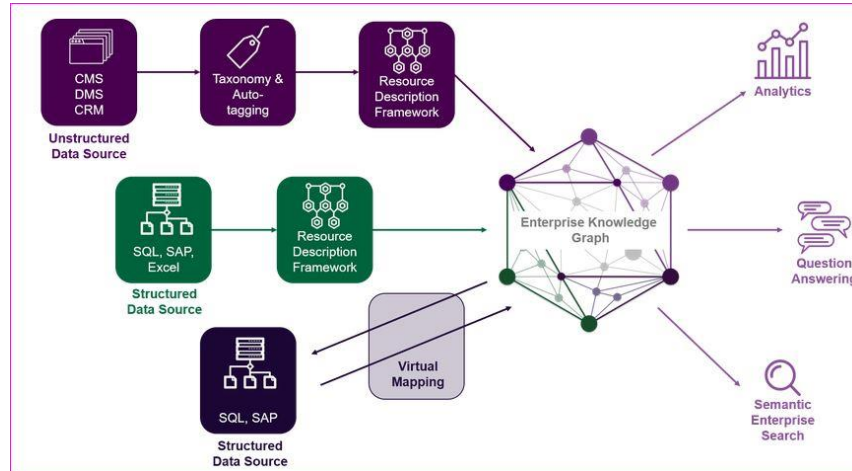 CMS
DMS
CRM
Unstructured
Data Source
Taxonomy &
Auto-
tagging
Resource
Description
Framework
Analytics
SQL, SAP,
Excel
Structured
Data Source
Resource
Description
Framework
Enterprise Knowledge
Graph
Question
Answering
SQL, SAP
Structured
Data Source
Virtual
Mapping
Semantic
Enterprise
Search